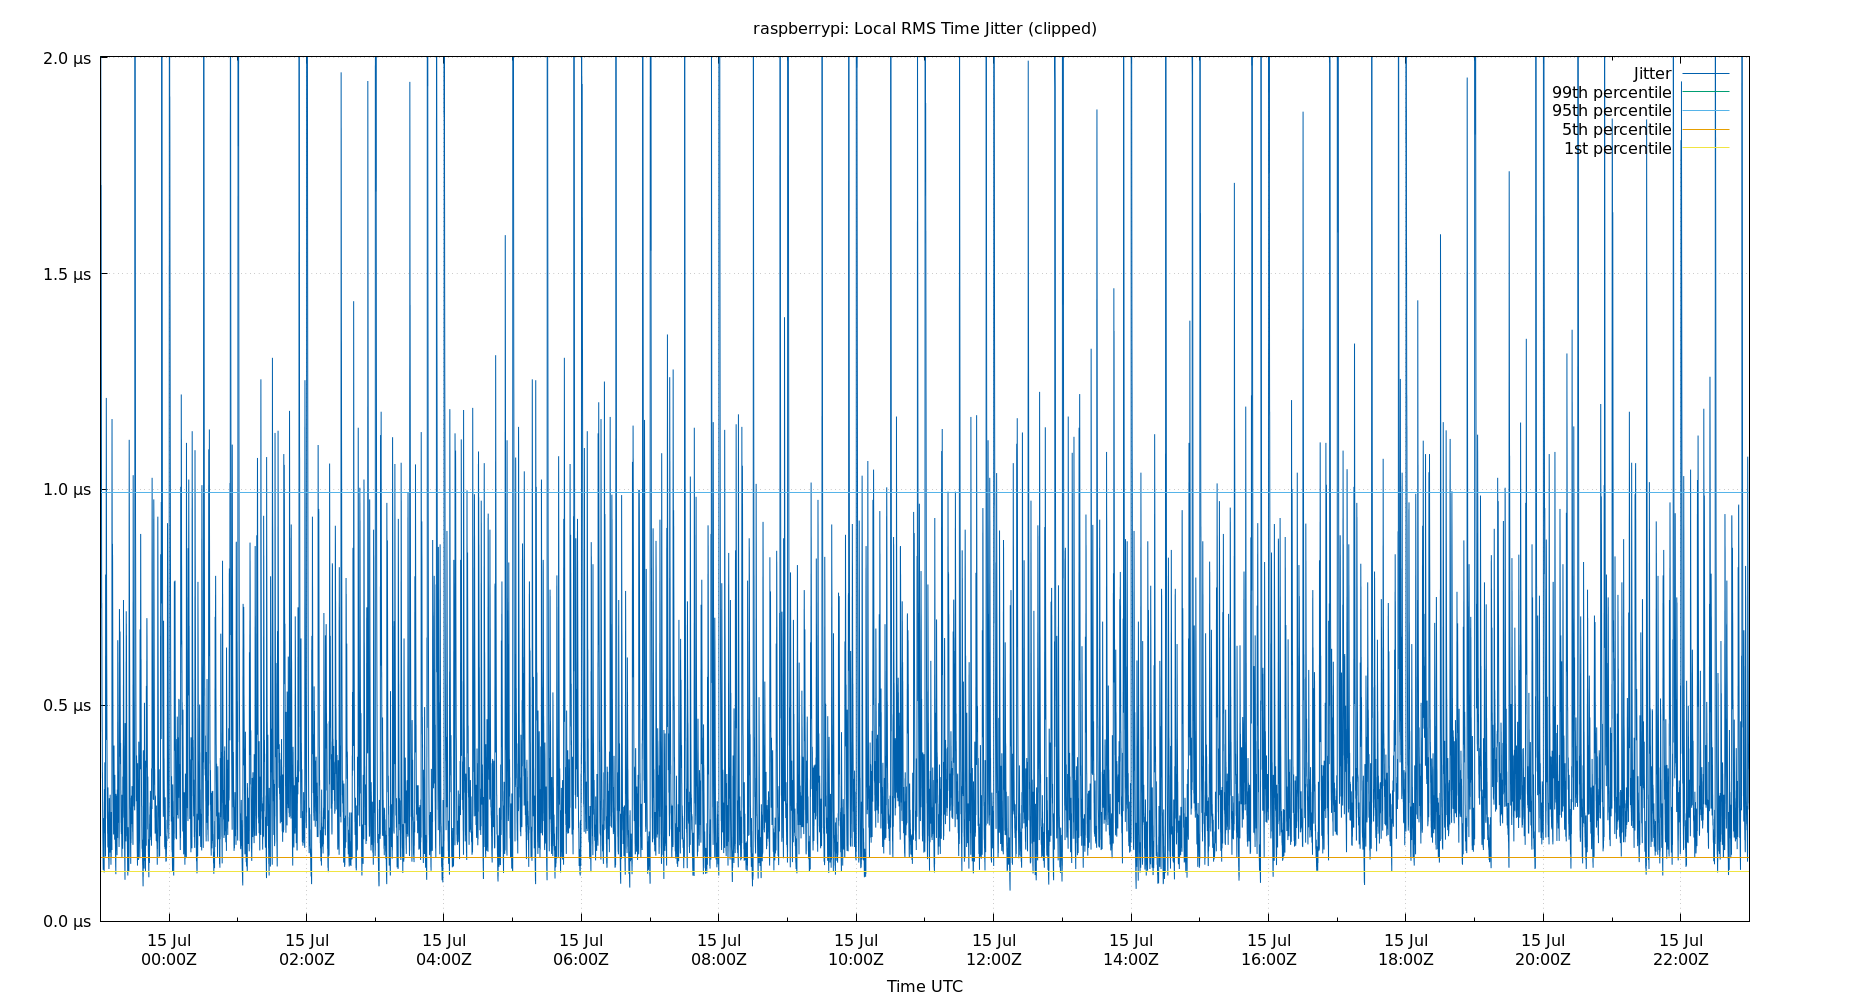 raspberrypi: Local RMS Time Jitter (clipped)
2.0 µs
1.5 µs
1.0 µs
0.5 µs
0.0 µs
Jitter
99th percentile
95th percentile
5th percentile
1st percentile
15 Jul 15 Jul 15 Jul 15 Jul 15 Jul 15 Jul 15 Jul 15 Jul 15 Jul 15 Jul 15 Jul 15 Jul
00:00Z 02:00Z 04:00Z 06:00Z 08:00Z 10:00Z 12:00Z 14:00Z 16:00Z 18:00Z 20:00Z 22:00Z
Time UTC